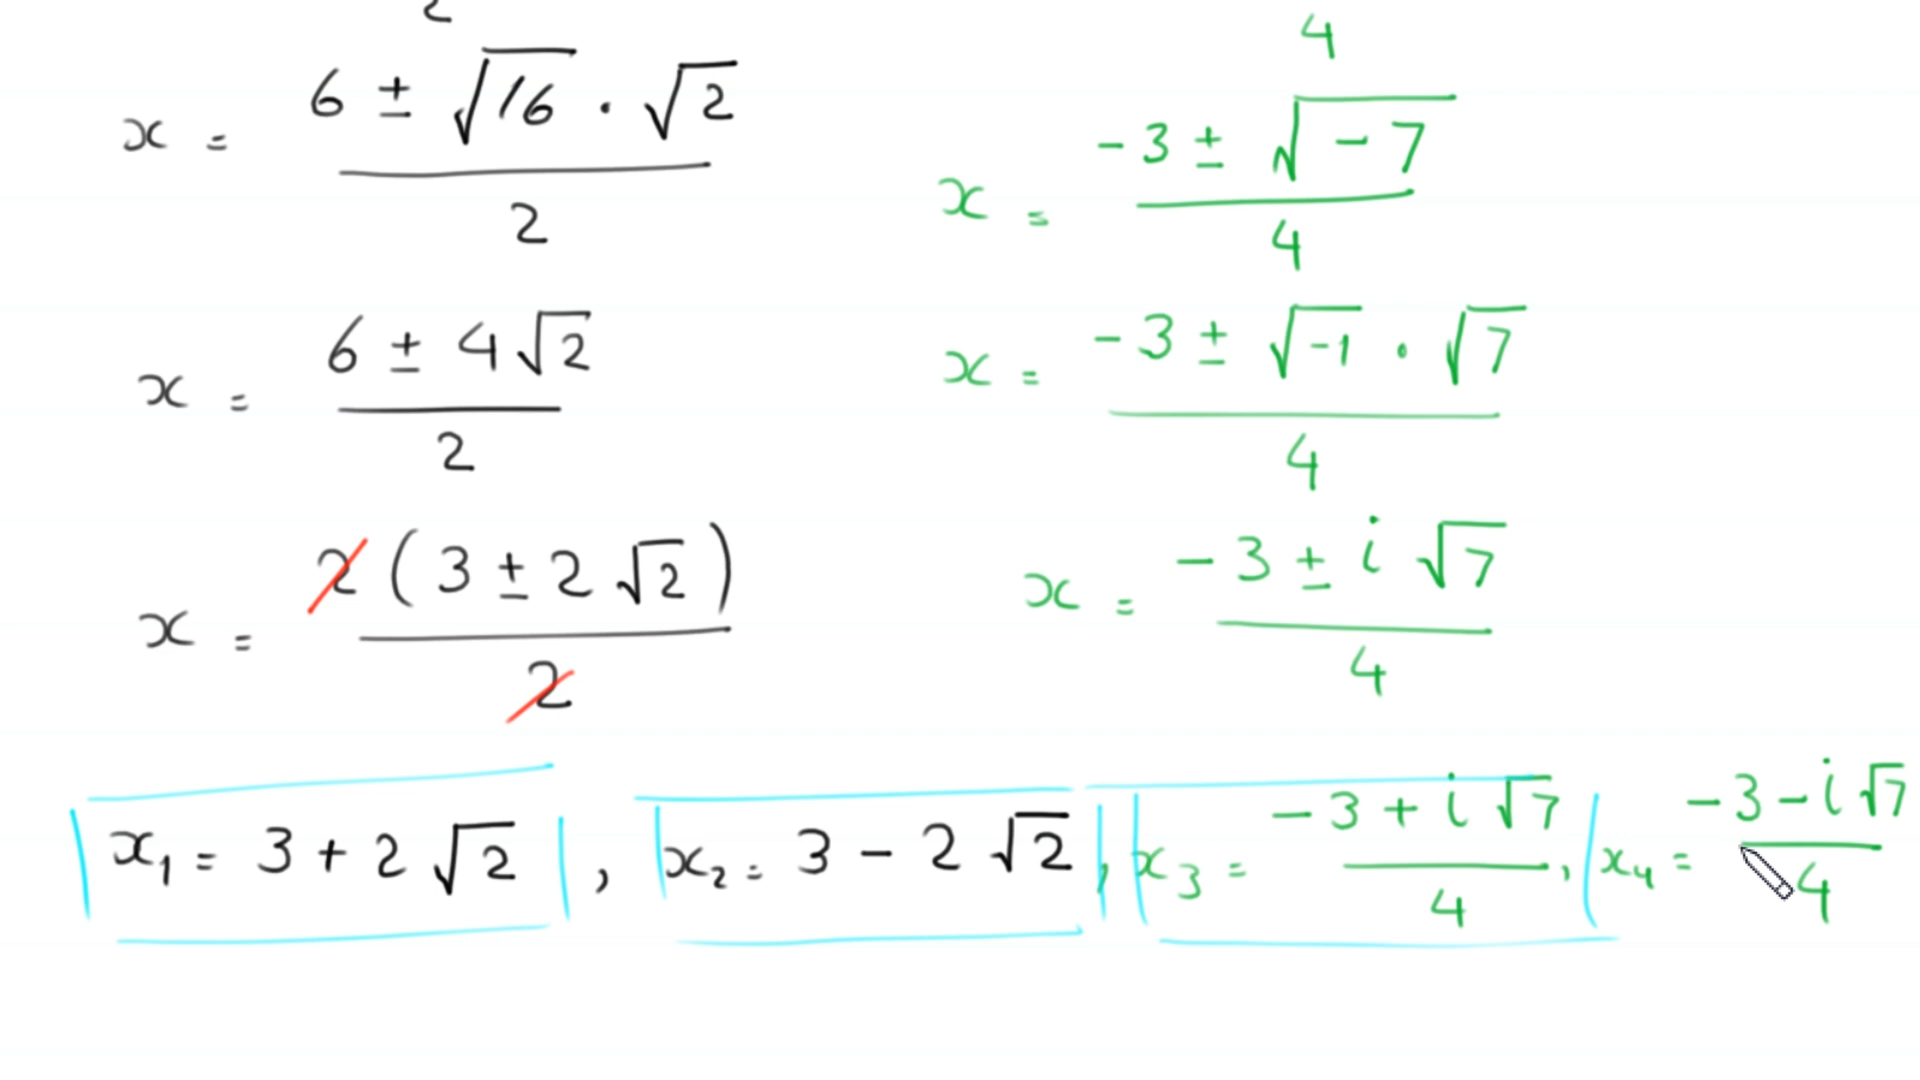 2
x = (6 ± √16 · √2) / 2
x = (6 ± 4√2) / 2
x = 2(3 ± 2√2) / 2
4
x = (-3 ± √-7) / 4
x = (-3 ± √-1 · √7) / 4
x = (-3 ± i√7) / 4
x₁ = 3 + 2√2 , x₂ = 3 - 2√2 , x₃ = (-3 + i√7) / 4 , x₄ = (-3 - i√7) / 4